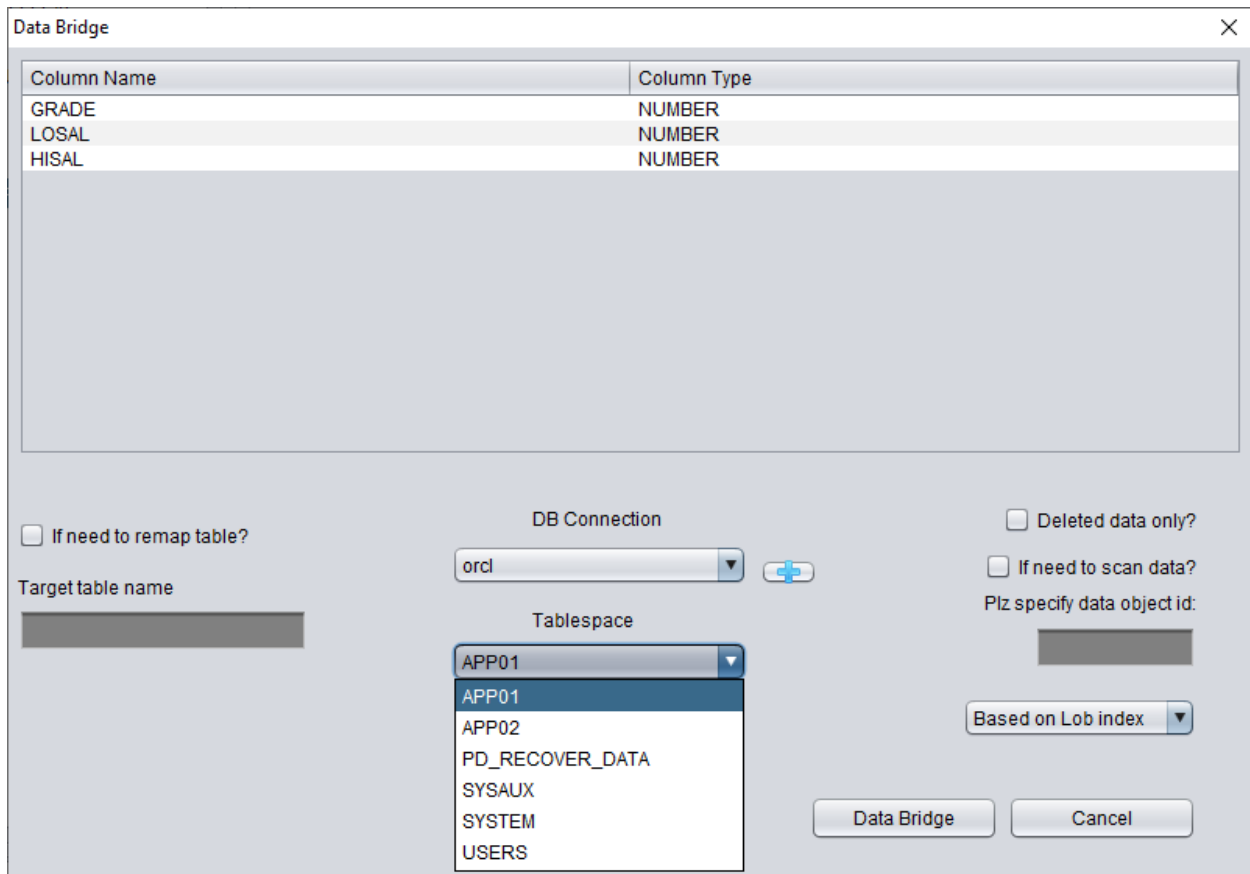 Data Bridge
Column Name Column Type
GRADE NUMBER
LOSAL NUMBER
HISAL NUMBER
If need to remap table?
Target table name
DB Connection
orcl
Tablespace
APP01
APP01
APP02
PD_RECOVER_DATA
SYSAUX
SYSTEM
USERS
Deleted data only?
If need to scan data?
Plz specify data object id:
Based on Lob index
Data Bridge Cancel